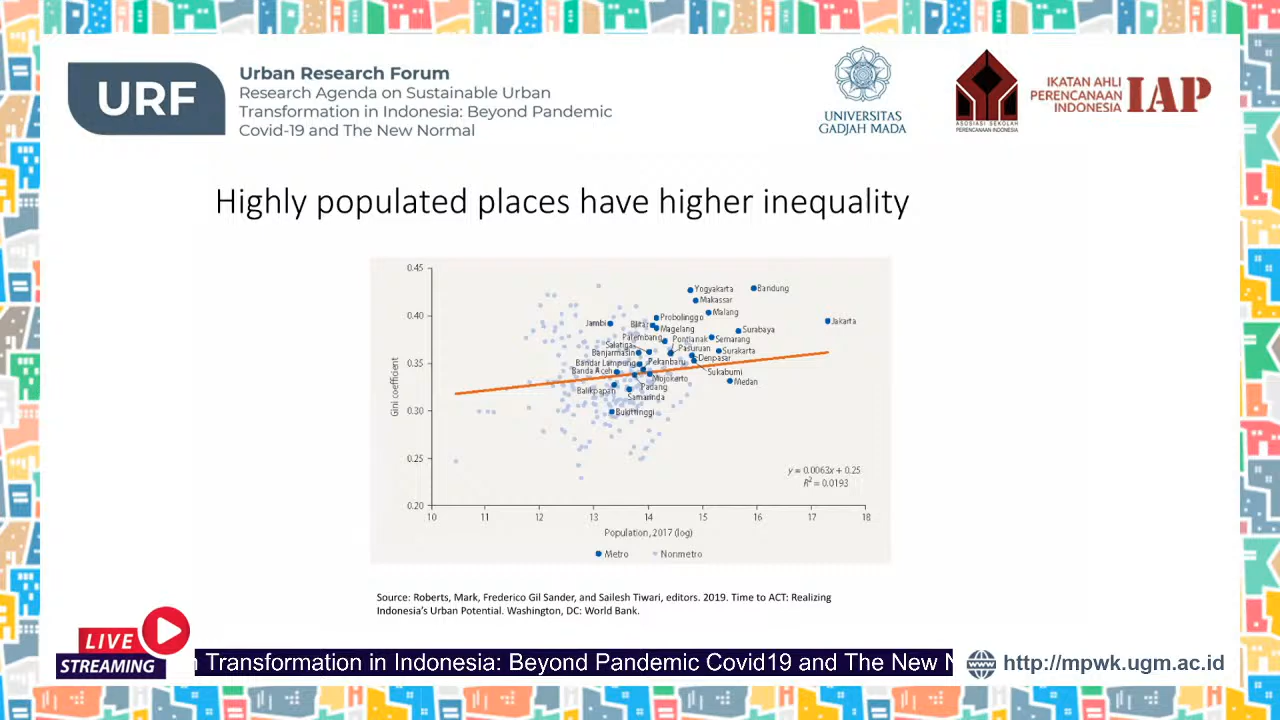 URF
Urban Research Forum
Research Agenda on Sustainable Urban
Transformation in Indonesia: Beyond Pandemic
Covid-19 and The New Normal
UNIVERSITAS
GADJAH MADA
ASOSIASI SEKOLAH
PERENCANAAN INDONESIA
IKATAN AHLI
PERENCANAAN
INDONESIA
IAP
Highly populated places have higher inequality
Gini coefficient
0.45
0.40
0.35
0.30
0.25
0.20
Yogyakarta
Bandung
Makassar
Malang
Probolinggo
Jambi
Blitar
Jakarta
Magelang
Surabaya
Palembang
Pontianak
Semarang
Salatiga
Pasuruan
Surakarta
Banjarmasin
Denpasar
Bandar Lampung
Pekanbaru
Banda Aceh
Sukabumi
Mojokerto
Medan
Balikpapan
Padang
Samarinda
Bukittinggi
y = 0.0063x + 0.25
R² = 0.0193
10 11 12 13 14 15 16 17 18
Population, 2017 (log)
Metro Nonmetro
Source: Roberts, Mark, Frederico Gil Sander, and Sailesh Tiwari, editors. 2019. Time to ACT: Realizing
Indonesia's Urban Potential. Washington, DC: World Bank.
LIVE
STREAMING
Transformation in Indonesia: Beyond Pandemic Covid19 and The New
http://mpwk.ugm.ac.id